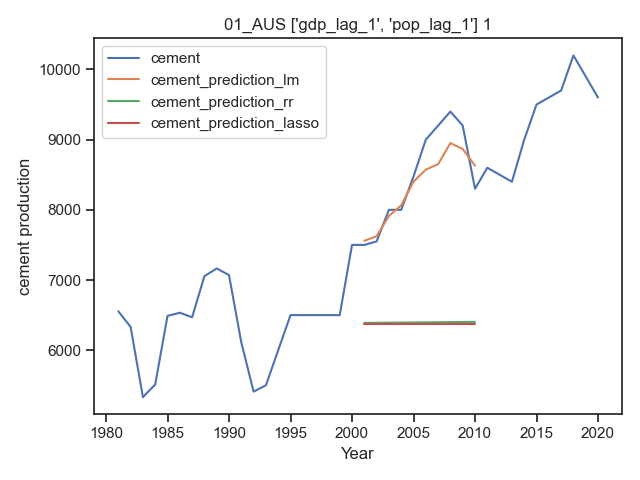 01_AUS ['gdp_lag_1', 'pop_lag_1'] 1
cement
cement_prediction_lm
cement_prediction_rr
cement_prediction_lasso
cement production
10000
9000
8000
7000
6000
1980 1985 1990 1995 2000 2005 2010 2015 2020
Year